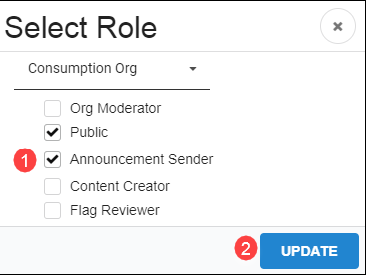 Select Role
Consumption Org
Org Moderator
Public
1 Announcement Sender
Content Creator
Flag Reviewer
2 UPDATE